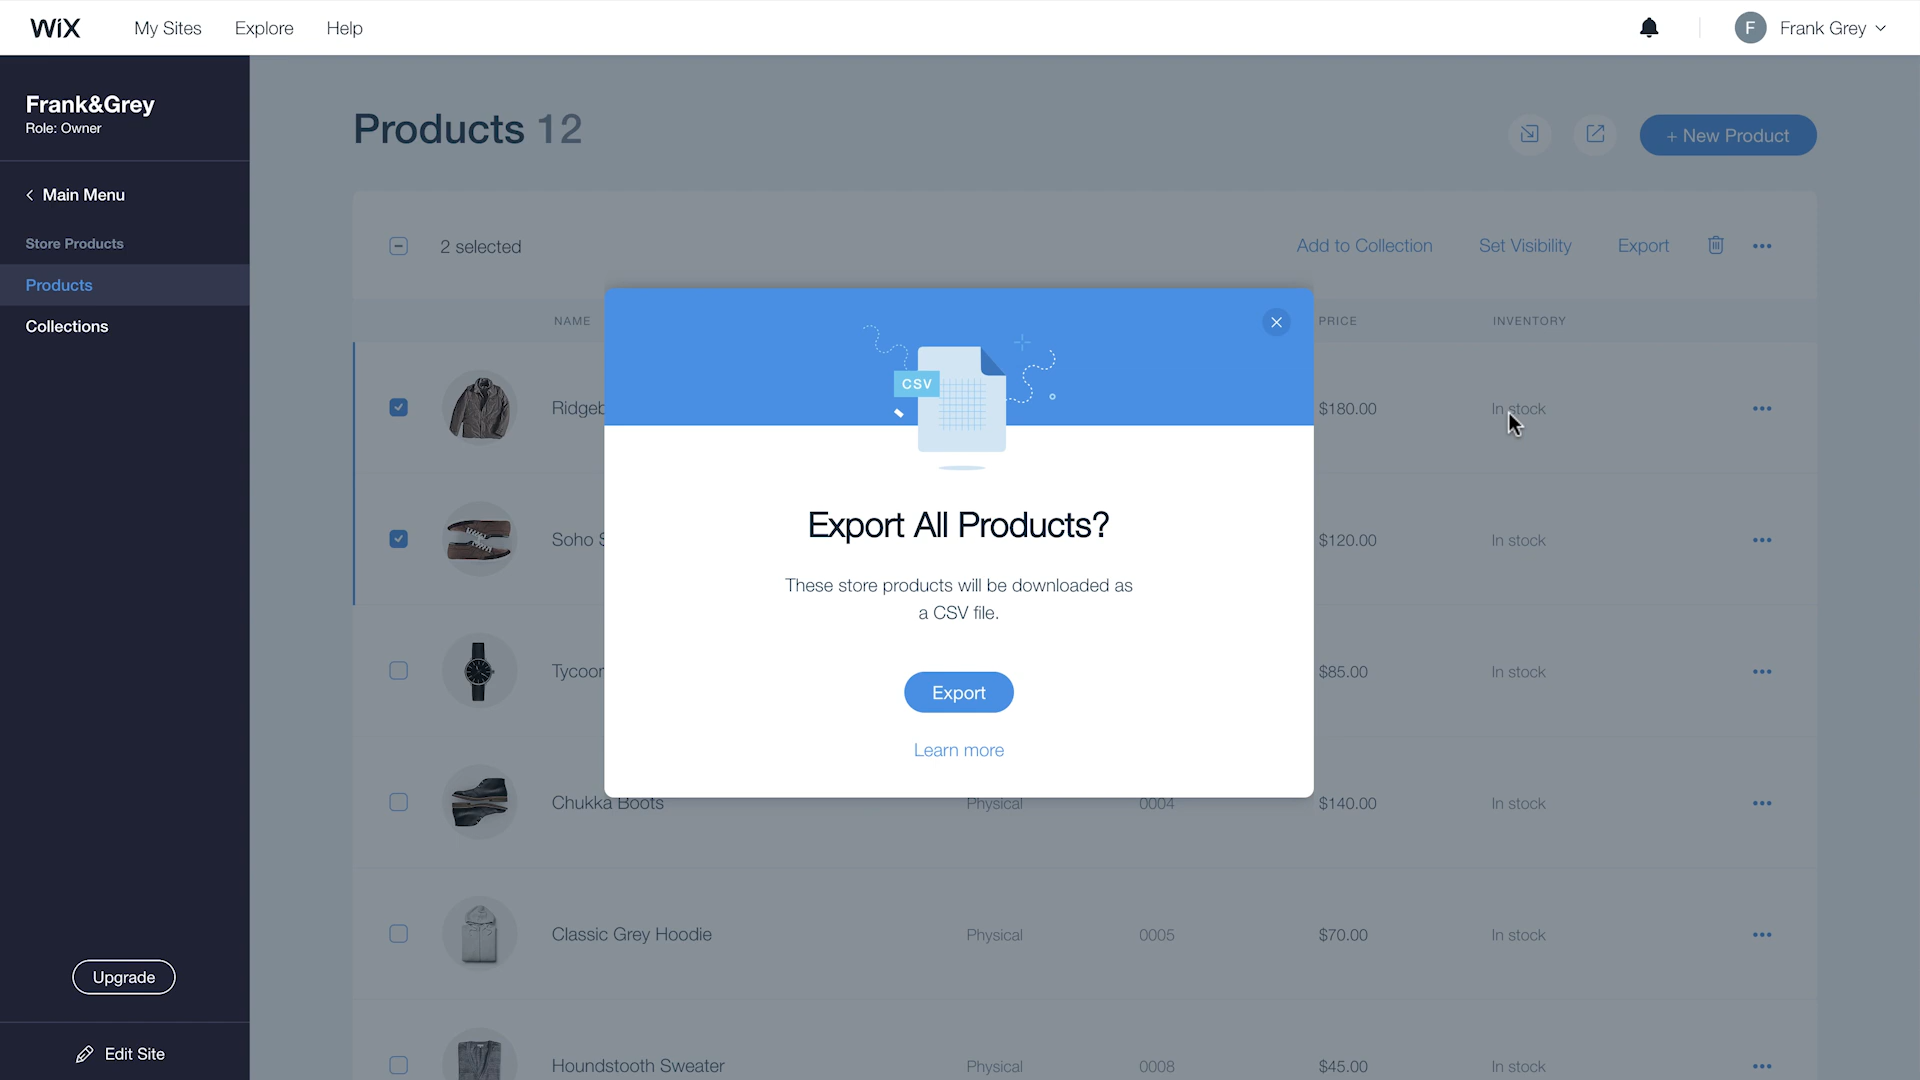 WiX
My Sites
Explore
Help
F
Frank Grey
Frank&Grey
Role: Owner
Main Menu
Store Products
Products
Collections
Upgrade
Edit Site
Products 12
+ New Product
2 selected
Add to Collection
Set Visibility
Export
NAME
PRICE
INVENTORY
$180.00
In stock
Soho
$120.00
In stock
$85.00
In stock
Chukka Boots
Physical
0004
$140.00
In stock
Classic Grey Hoodie
Physical
0005
$70.00
In stock
Houndstooth Sweater
Physical
0008
$45.00
In stock
CSV
Export All Products?
These store products will be downloaded as
a CSV file.
Export
Learn more